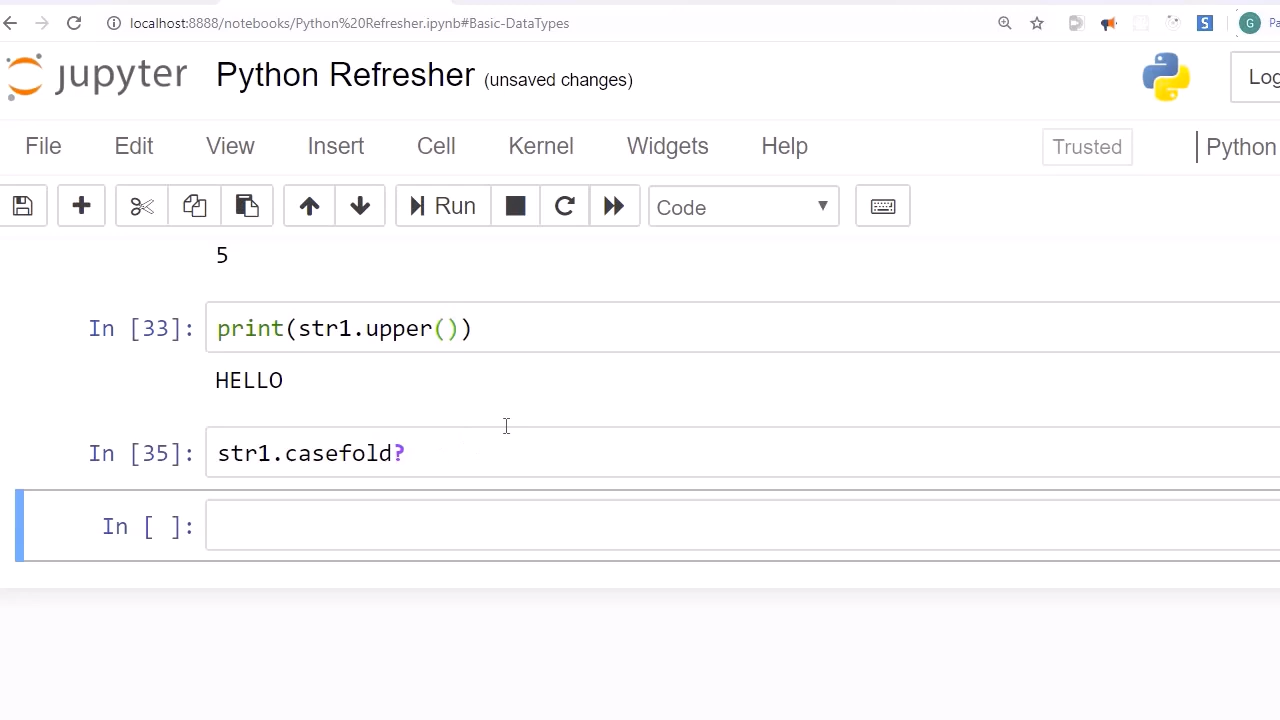 localhost:8888/notebooks/Python%20Refresher.ipynb#Basic-DataTypes
S
G
Pa
jupyter
Python Refresher (unsaved changes)
Log
File Edit View Insert Cell Kernel Widgets Help Trusted Python
Run Code
5
In [33]: print(str1.upper())
HELLO
In [35]: str1.casefold?
In [ ]: